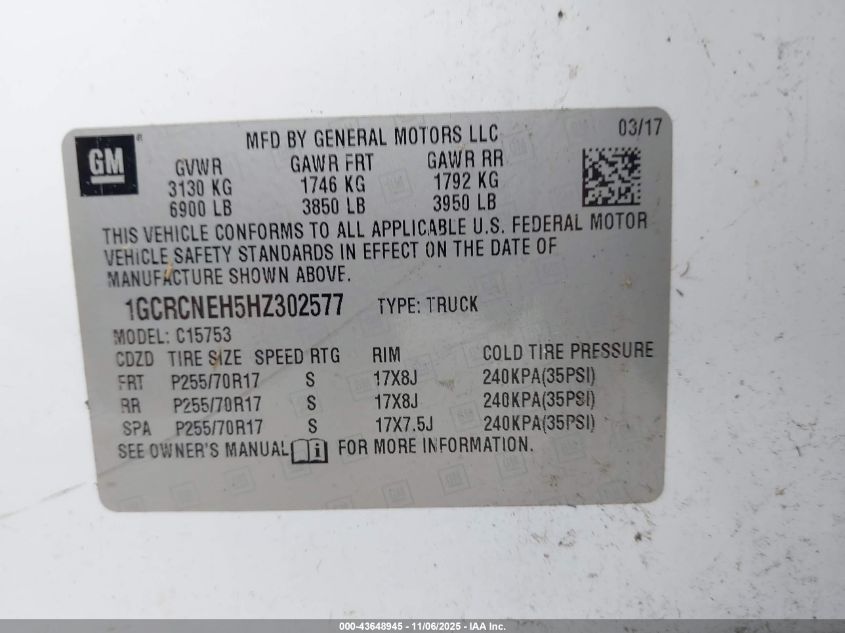 MFD BY GENERAL MOTORS LLC 03/17
GM
GVWR GAWR FRT GAWR RR
3130 KG 1746 KG 1792 KG
6900 LB 3850 LB 3950 LB
THIS VEHICLE CONFORMS TO ALL APPLICABLE U.S. FEDERAL MOTOR
VEHICLE SAFETY STANDARDS IN EFFECT ON THE DATE OF
MANUFACTURE SHOWN ABOVE.
1GCRCNEH5HZ302577 TYPE: TRUCK
MODEL: C15753
CDZD TIRE SIZE SPEED RTG RIM COLD TIRE PRESSURE
FRT P255/70R17 S 17X8J 240KPA(35PSI)
RR P255/70R17 S 17X8J 240KPA(35PSI)
SPA P255/70R17 S 17X7.5J 240KPA(35PSI)
SEE OWNER'S MANUAL FOR MORE INFORMATION.
000-43648945 - 11/06/2025 - IAA Inc.